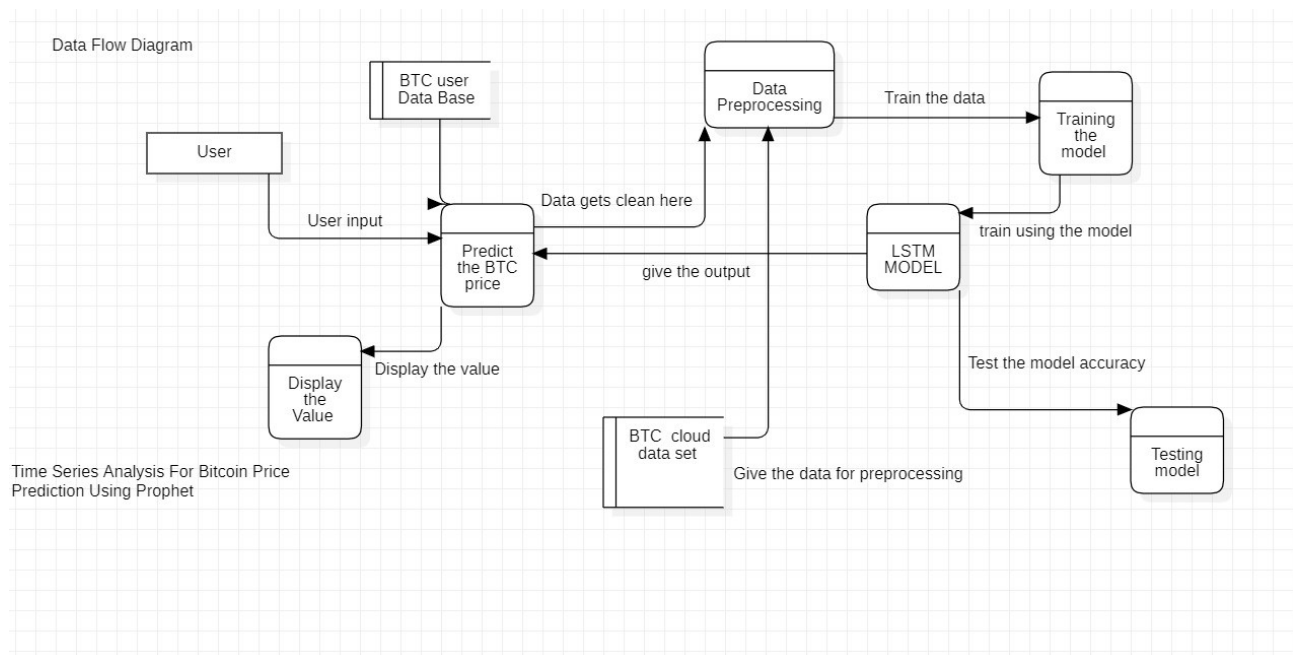 Data Flow Diagram
BTC user
Data Base
Data
Preprocessing
Train the data
Training
the
model
User
User input
Data gets clean here
Predict
the BTC
price
give the output
LSTM
MODEL
train using the model
Display the value
Display
the
Value
Test the model accuracy
BTC cloud
data set
Give the data for preprocessing
Testing
model
Time Series Analysis For Bitcoin Price
Prediction Using Prophet